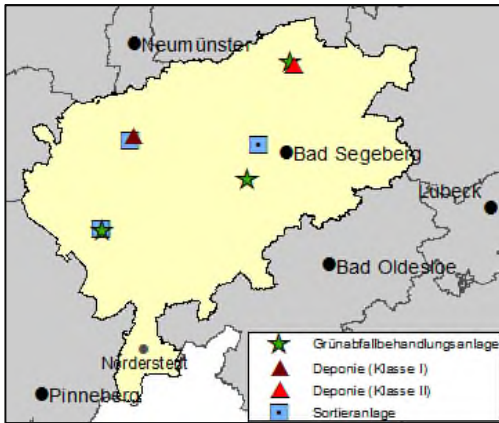 Neumünster
Bad Segeberg
Lübeck
Bad Oldesloe
Norderstedt
Pinneberg
Grünabfallbehandlungsanlage
Deponie (Klasse I)
Deponie (Klasse II)
Sortieranlage